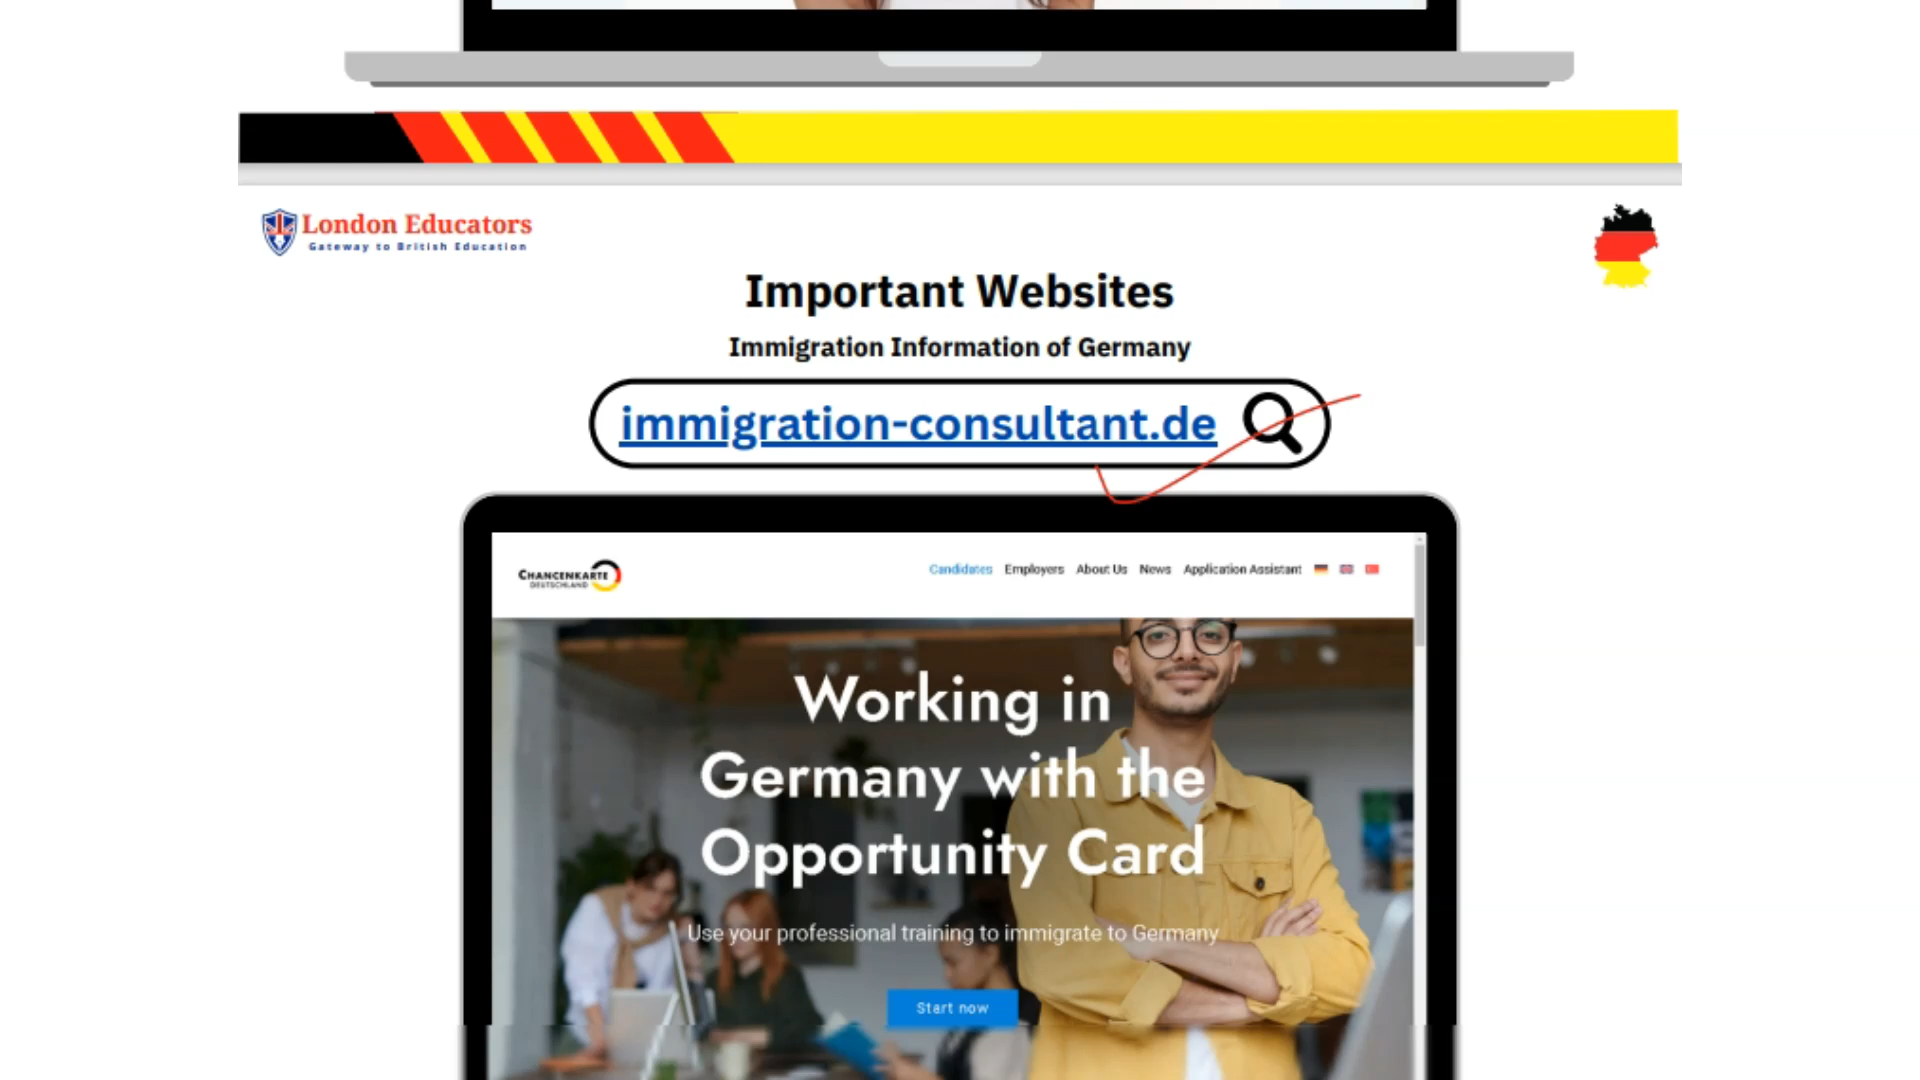 London Educators
Gateway to British Education
Important Websites
Immigration Information of Germany
immigration-consultant.de
CHANCENKARTE
DEUTSCHLAND
Candidates Employers About Us News Application Assistant
Working in
Germany with the
Opportunity Card
Use your professional training to immigrate to Germany
Start now